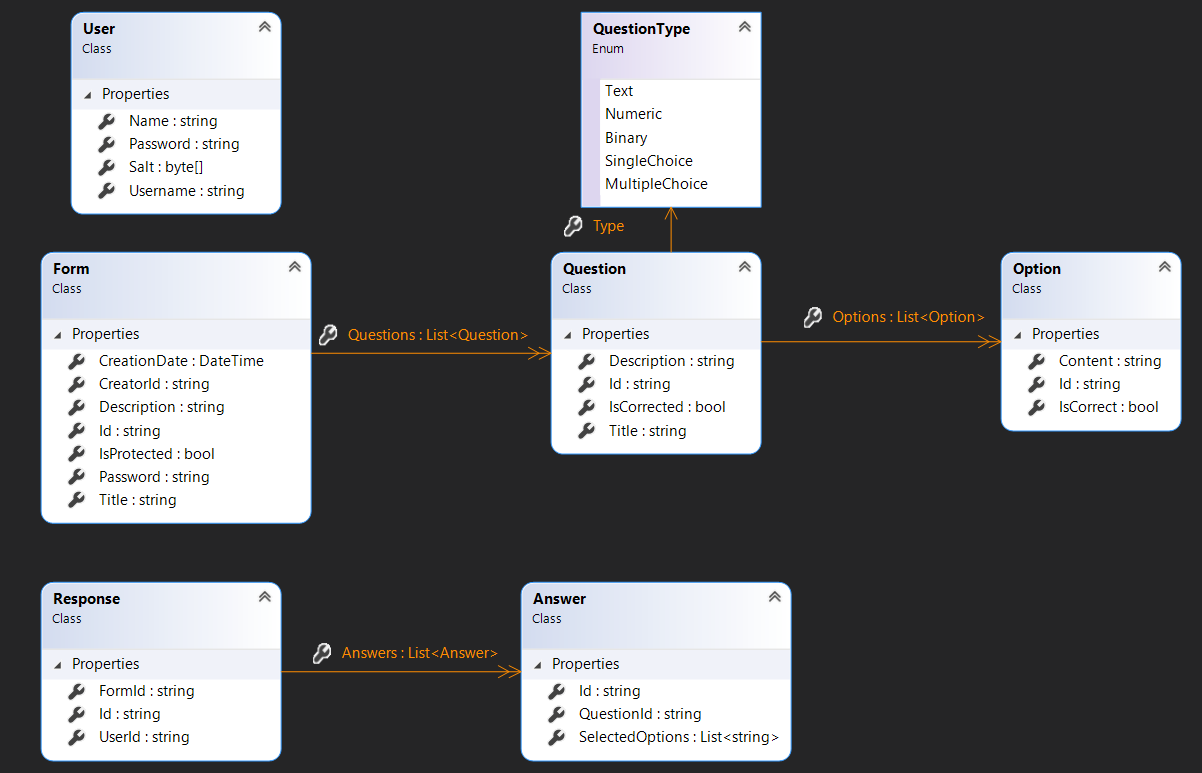 User
Class
Properties
Name : string
Password : string
Salt : byte[]
Username : string
QuestionType
Enum
Text
Numeric
Binary
SingleChoice
MultipleChoice
Type
Form
Class
Properties
CreationDate : DateTime
CreatorId : string
Description : string
Id : string
IsProtected : bool
Password : string
Title : string
Questions : List<Question>
Question
Class
Properties
Description : string
Id : string
IsCorrected : bool
Title : string
Options : List<Option>
Option
Class
Properties
Content : string
Id : string
IsCorrect : bool
Response
Class
Properties
FormId : string
Id : string
UserId : string
Answers : List<Answer>
Answer
Class
Properties
Id : string
QuestionId : string
SelectedOptions : List<string>